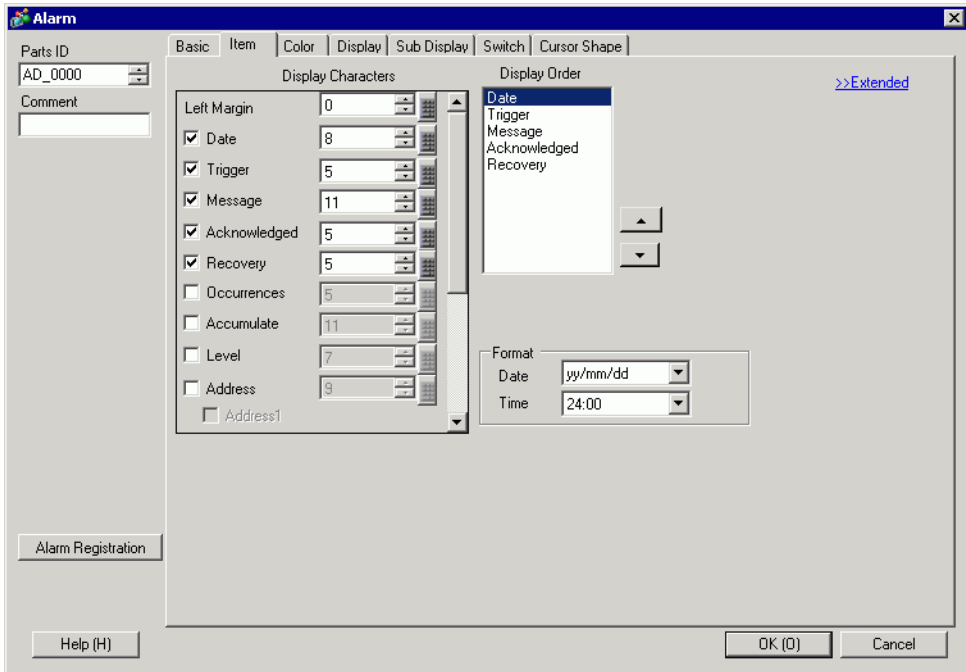 Alarm
Parts ID
AD_0000
Comment
Basic Item Color Display Sub Display Switch Cursor Shape
Display Characters
Left Margin 0
Date 8
Trigger 5
Message 11
Acknowledged 5
Recovery 5
Occurrences 5
Accumulate 11
Level 7
Address 9
Address1
Display Order
Date
Trigger
Message
Acknowledged
Recovery
>>Extended
Format
Date yy/mm/dd
Time 24:00
Alarm Registration
Help (H)
OK (O)
Cancel